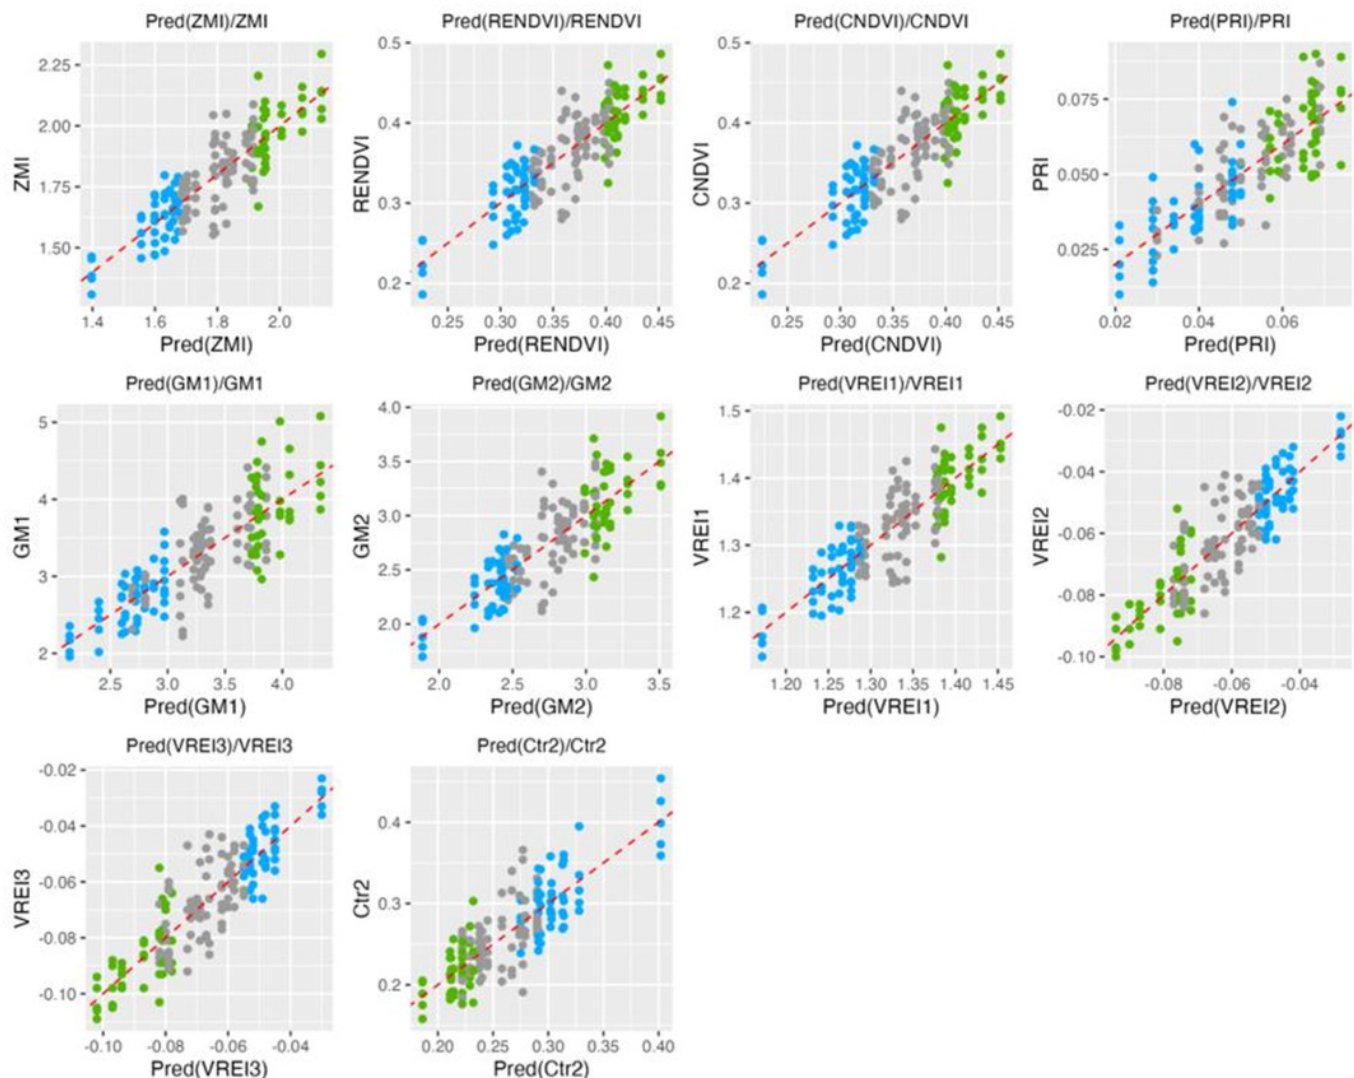 Pred(ZMI)/ZMI
Pred(RENDVI)/RENDVI
Pred(CNDVI)/CNDVI
Pred(PRI)/PRI
ZMI
2.25
2.00
1.75
1.50
1.4 1.6 1.8 2.0
Pred(ZMI)
RENDVI
0.5
0.4
0.3
0.2
0.25 0.30 0.35 0.40 0.45
Pred(RENDVI)
CNDVI
0.5
0.4
0.3
0.2
0.25 0.30 0.35 0.40 0.45
Pred(CNDVI)
PRI
0.075
0.050
0.025
0.02 0.04 0.06
Pred(PRI)
Pred(GM1)/GM1
Pred(GM2)/GM2
Pred(VREI1)/VREI1
Pred(VREI2)/VREI2
GM1
5
4
3
2
2.5 3.0 3.5 4.0
Pred(GM1)
GM2
4.0
3.5
3.0
2.5
2.0
2.0 2.5 3.0 3.5
Pred(GM2)
VREI1
1.5
1.4
1.3
1.2
1.20 1.25 1.30 1.35 1.40 1.45
Pred(VREI1)
VREI2
-0.02
-0.04
-0.06
-0.08
-0.10
-0.08 -0.06 -0.04
Pred(VREI2)
Pred(VREI3)/VREI3
Pred(Ctr2)/Ctr2
VREI3
-0.02
-0.04
-0.06
-0.08
-0.10
-0.10 -0.08 -0.06 -0.04
Pred(VREI3)
Ctr2
0.4
0.3
0.2
0.20 0.25 0.30 0.35 0.40
Pred(Ctr2)